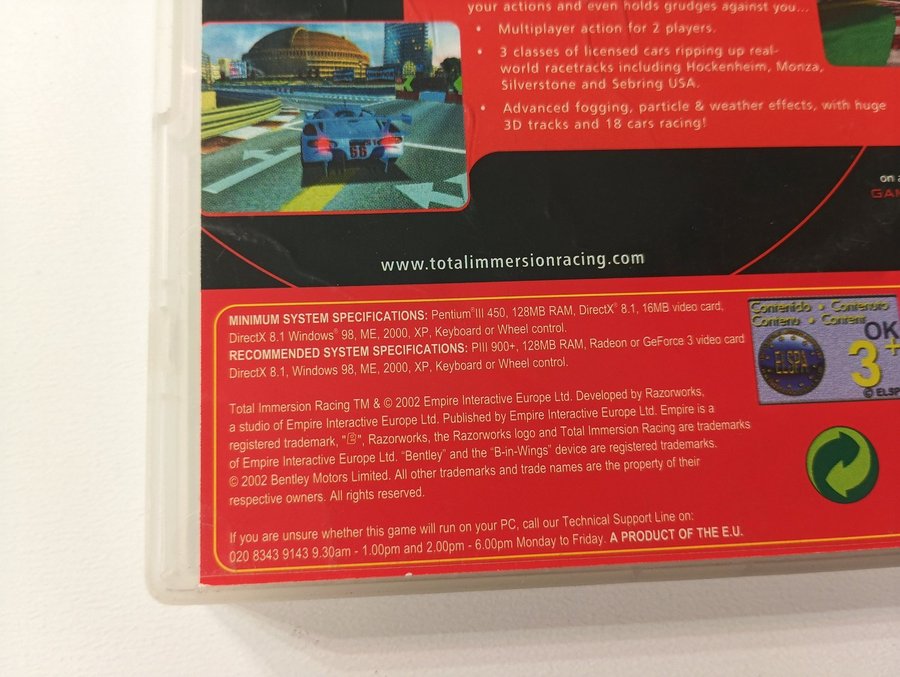 your actions and even holds grudges against you...
• Multiplayer action for 2 players.
• 3 classes of licensed cars ripping up real-
world racetracks including Hockenheim, Monza,
Silverstone and Sebring USA.
• Advanced fogging, particle & weather effects, with huge
3D tracks and 18 cars racing!
66
on
www.totalimmersionracing.com
MINIMUM SYSTEM SPECIFICATIONS: Pentium® III 450, 128MB RAM, DirectX® 8.1, 16MB video card,
DirectX 8.1 Windows® 98, ME, 2000, XP, Keyboard or Wheel control.
RECOMMENDED SYSTEM SPECIFICATIONS: PIII 900+, 128MB RAM, Radeon or GeForce 3 video card
DirectX 8.1, Windows 98, ME, 2000, XP, Keyboard or Wheel control.
Contenido • Contenuto
Contenu • Content
OK
3+
ELSPA
© ELSP
Total Immersion Racing TM & © 2002 Empire Interactive Europe Ltd. Developed by Razorworks,
a studio of Empire Interactive Europe Ltd. Published by Empire Interactive Europe Ltd. Empire is a
registered trademark, "E", Razorworks, the Razorworks logo and Total Immersion Racing are trademarks
of Empire Interactive Europe Ltd. "Bentley" and the "B-in-Wings" device are registered trademarks.
© 2002 Bentley Motors Limited. All other trademarks and trade names are the property of their
respective owners. All rights reserved.
If you are unsure whether this game will run on your PC, call our Technical Support Line on:
020 8343 9143 9.30am - 1.00pm and 2.00pm - 6.00pm Monday to Friday. A PRODUCT OF THE E.U.